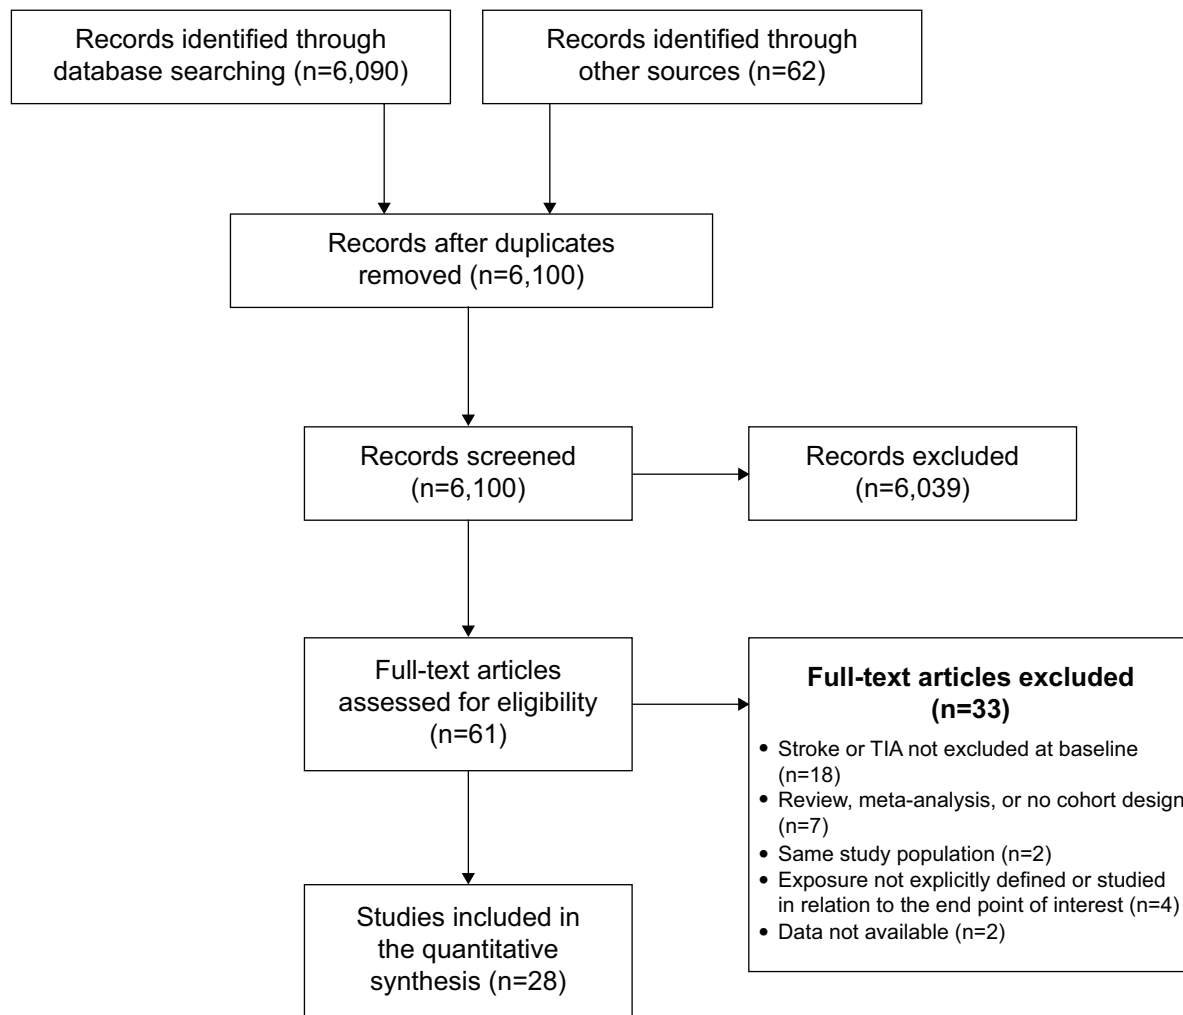 Records identified through
database searching (n=6,090)
Records identified through
other sources (n=62)
Records after duplicates
removed (n=6,100)
Records screened
(n=6,100)
Records excluded
(n=6,039)
Full-text articles
assessed for eligibility
(n=61)
Full-text articles excluded
(n=33)
• Stroke or TIA not excluded at baseline
(n=18)
• Review, meta-analysis, or no cohort design
(n=7)
• Same study population (n=2)
• Exposure not explicitly defined or studied
in relation to the end point of interest (n=4)
• Data not available (n=2)
Studies included in
the quantitative
synthesis (n=28)